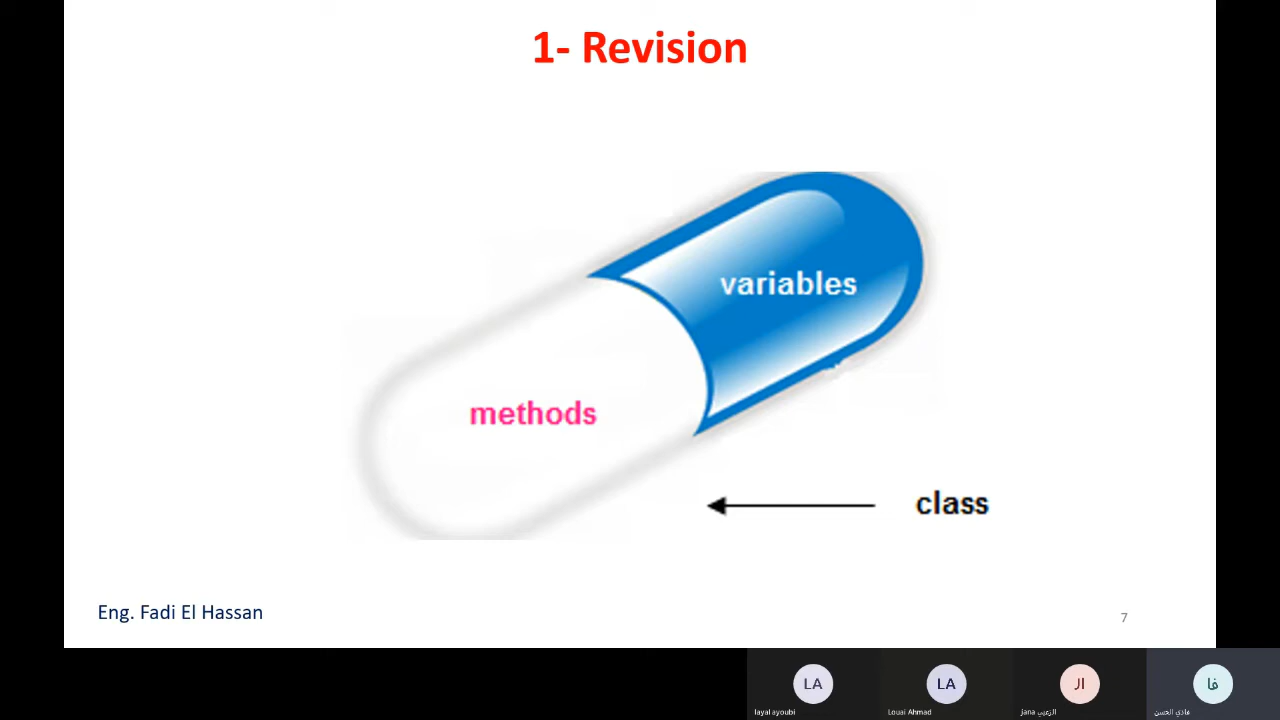 1- Revision
variables
methods
class
Eng. Fadi El Hassan
7
LA
LA
ال
فا
layal ayoubi
Louai Ahmad
jana الزعبي
فادي الحسن